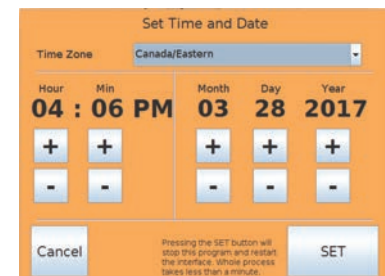 Set Time and Date
Time Zone Canada/Eastern
Hour Min Month Day Year
04 : 06 PM 03 28 2017
+ + + + +
- - - - -
Cancel
Pressing the SET button will
stop this program and restart
the interface. Whole process
takes less than a minute.
SET